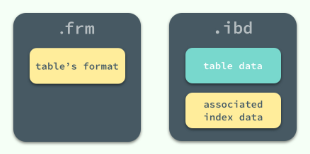 .frm
table's format
.ibd
table data
associated
index data